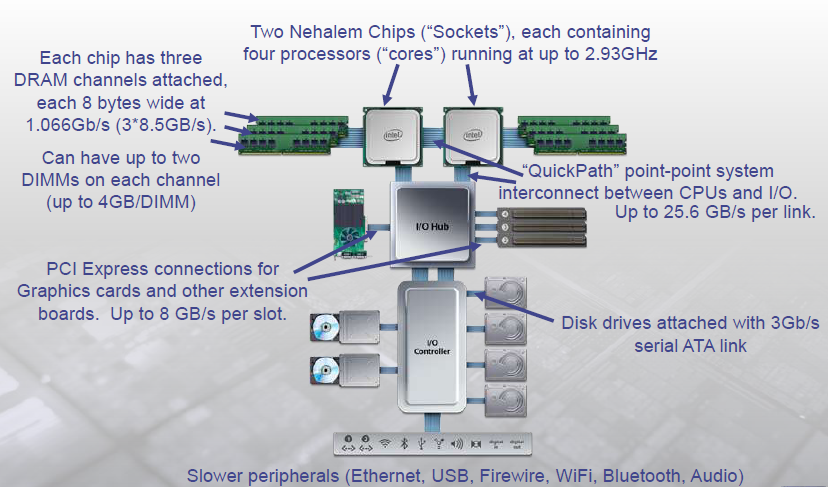 Two Nehalem Chips (“Sockets”), each containing
four processors (“cores”) running at up to 2.93GHz
Each chip has three
DRAM channels attached,
each 8 bytes wide at
1.066Gb/s (3*8.5GB/s).
Can have up to two
DIMMs on each channel
(up to 4GB/DIMM)
intel
intel
“QuickPath” point-point system
interconnect between CPUs and I/O.
Up to 25.6 GB/s per link.
I/O Hub
PCI Express connections for
Graphics cards and other extension
boards.  Up to 8 GB/s per slot.
I/O
Controller
Disk drives attached with 3Gb/s
serial ATA link
digital
in
digital
out
Slower peripherals (Ethernet, USB, Firewire, WiFi, Bluetooth, Audio)